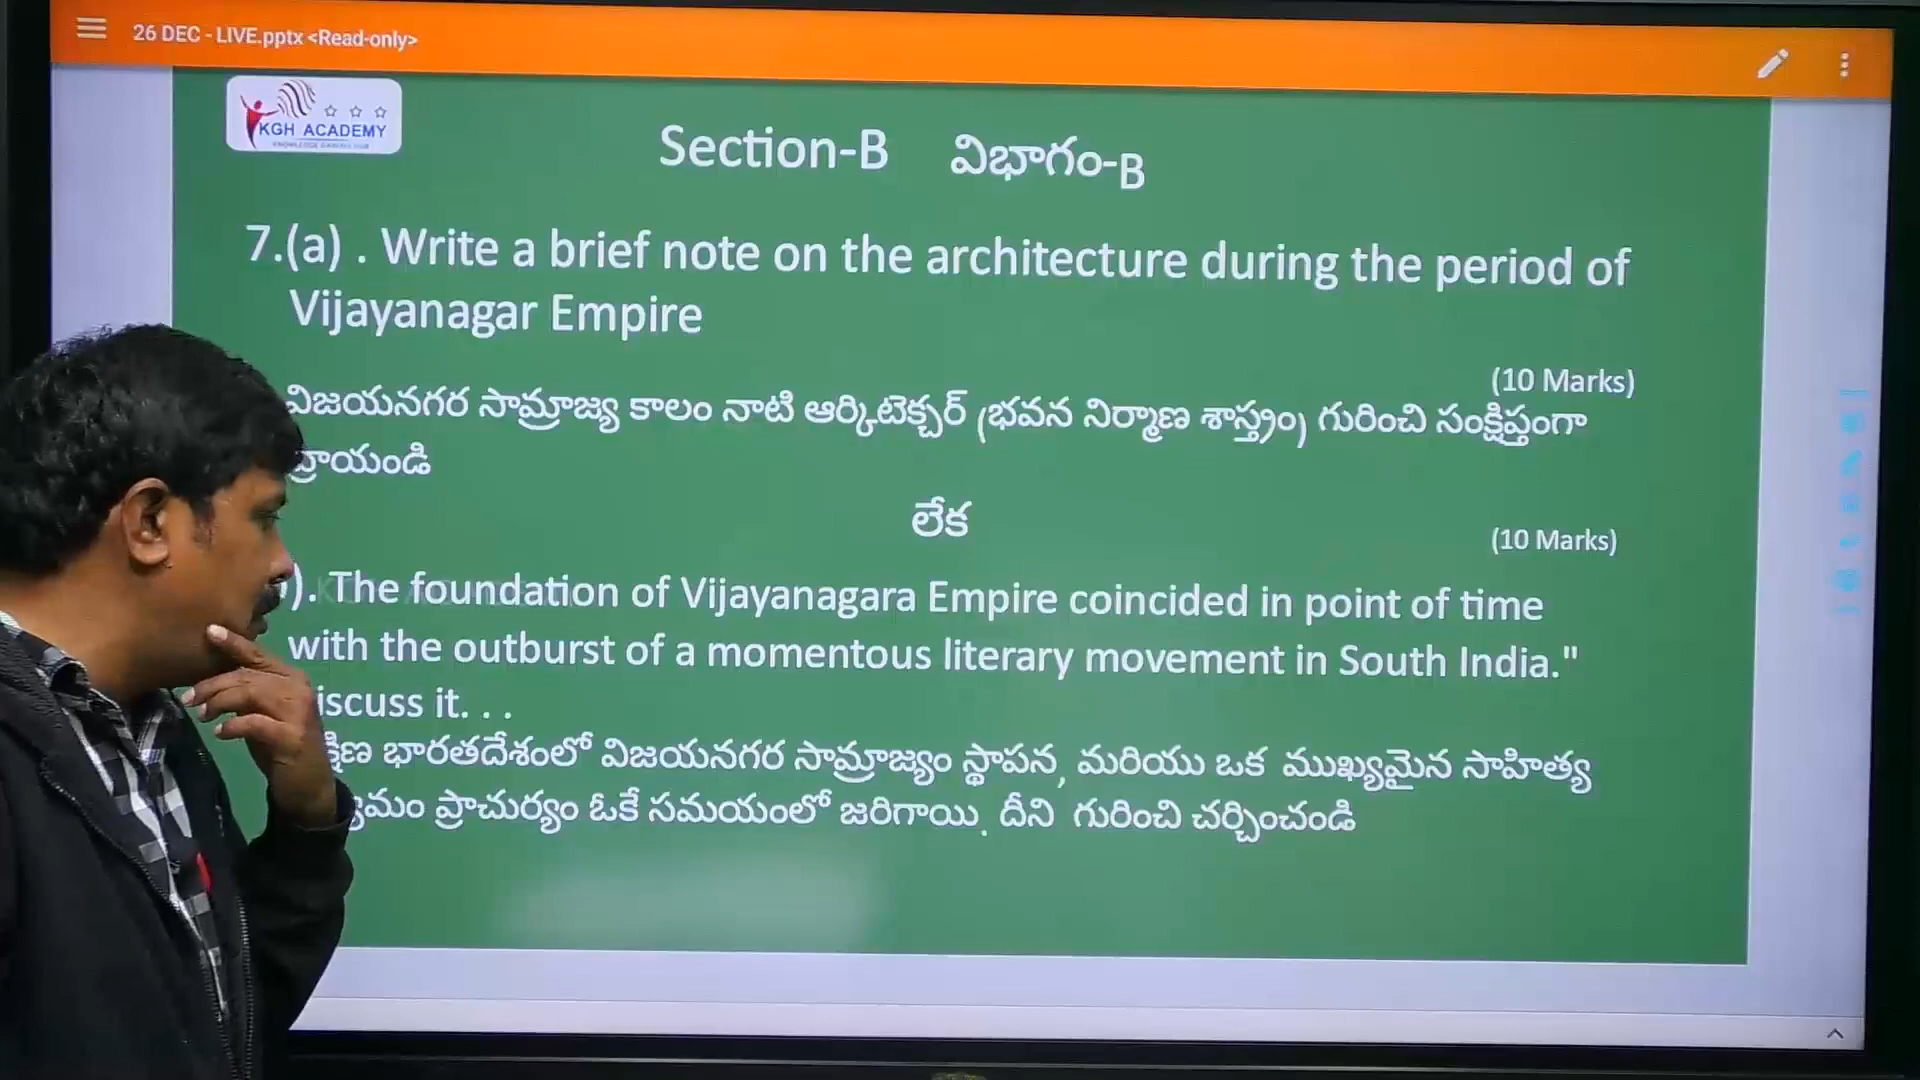 26 DEC - LIVE.pptx <Read-only>
KGH ACADEMY
Section-B విభాగం-B
7.(a) . Write a brief note on the architecture during the period of
Vijayanagar Empire
(10 Marks)
విజయనగర సామ్రాజ్య కాలం నాటి ఆర్కిటెక్చర్ (భవన నిర్మాణ శాస్త్రం) గురించి సంక్షిప్తంగా
వ్రాయండి
లేక
(10 Marks)
). The foundation of Vijayanagara Empire coincided in point of time
with the outburst of a momentous literary movement in South India."
iscuss it. . .
క్షిణ భారతదేశంలో విజయనగర సామ్రాజ్యం స్థాపన, మరియు ఒక ముఖ్యమైన సాహిత్య
్యమం ప్రాచుర్యం ఓకే సమయంలో జరిగాయి. దీని గురించి చర్చించండి